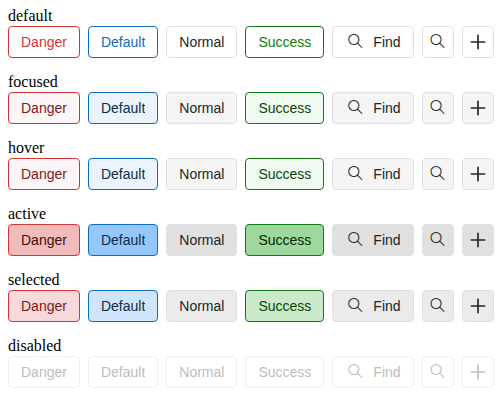 default
Danger Default Normal Success Find
focused
Danger Default Normal Success Find
hover
Danger Default Normal Success Find
active
Danger Default Normal Success Find
selected
Danger Default Normal Success Find
disabled
Danger Default Normal Success Find